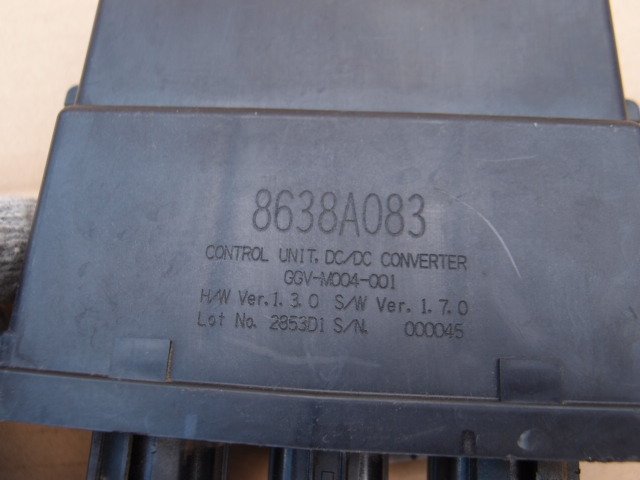 8638A083
CONTROL UNIT, DC/DC CONVERTER
GGV-M004-001
H/W Ver.1.3.0 S/W Ver.1.7.0
Lot No. 2853D1 S/N. 000045